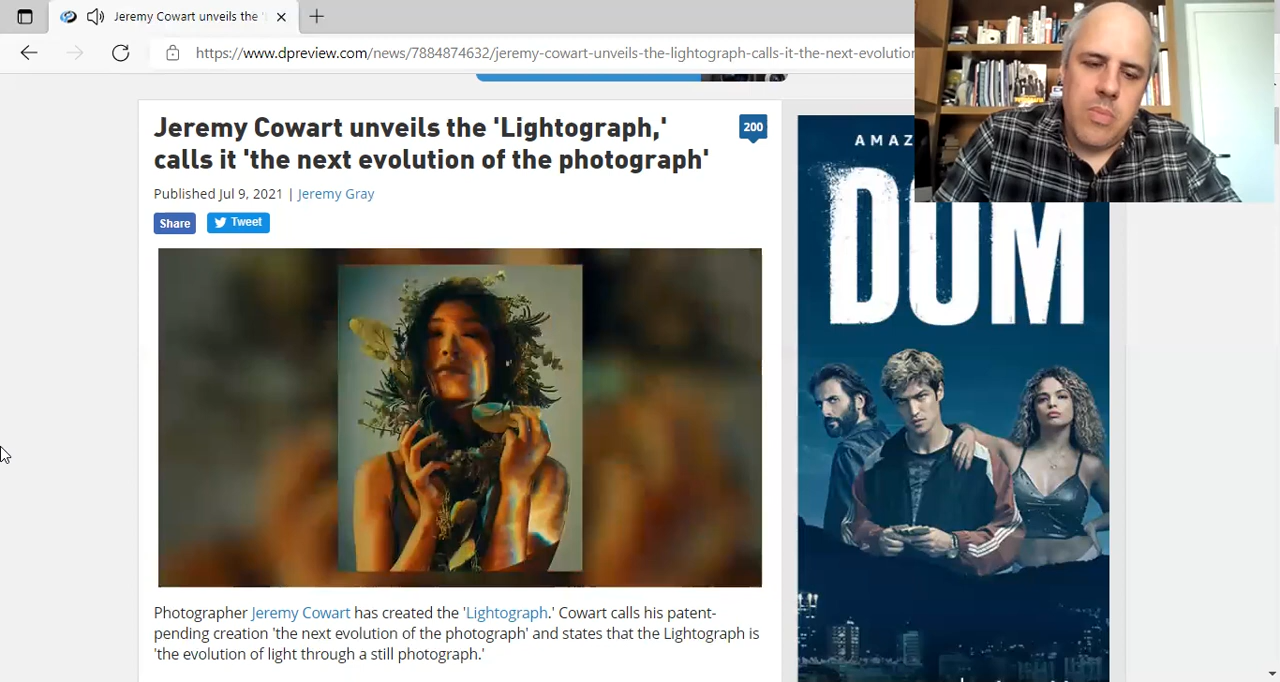 Jeremy Cowart unveils the '
https://www.dpreview.com/news/7884874632/jeremy-cowart-unveils-the-lightograph-calls-it-the-next-evolution
Jeremy Cowart unveils the 'Lightograph,'
calls it 'the next evolution of the photograph'
200
Published Jul 9, 2021 | Jeremy Gray
Share
Tweet
Photographer Jeremy Cowart has created the 'Lightograph.' Cowart calls his patent-
pending creation 'the next evolution of the photograph' and states that the Lightograph is
'the evolution of light through a still photograph.'
AMAZ
DOM